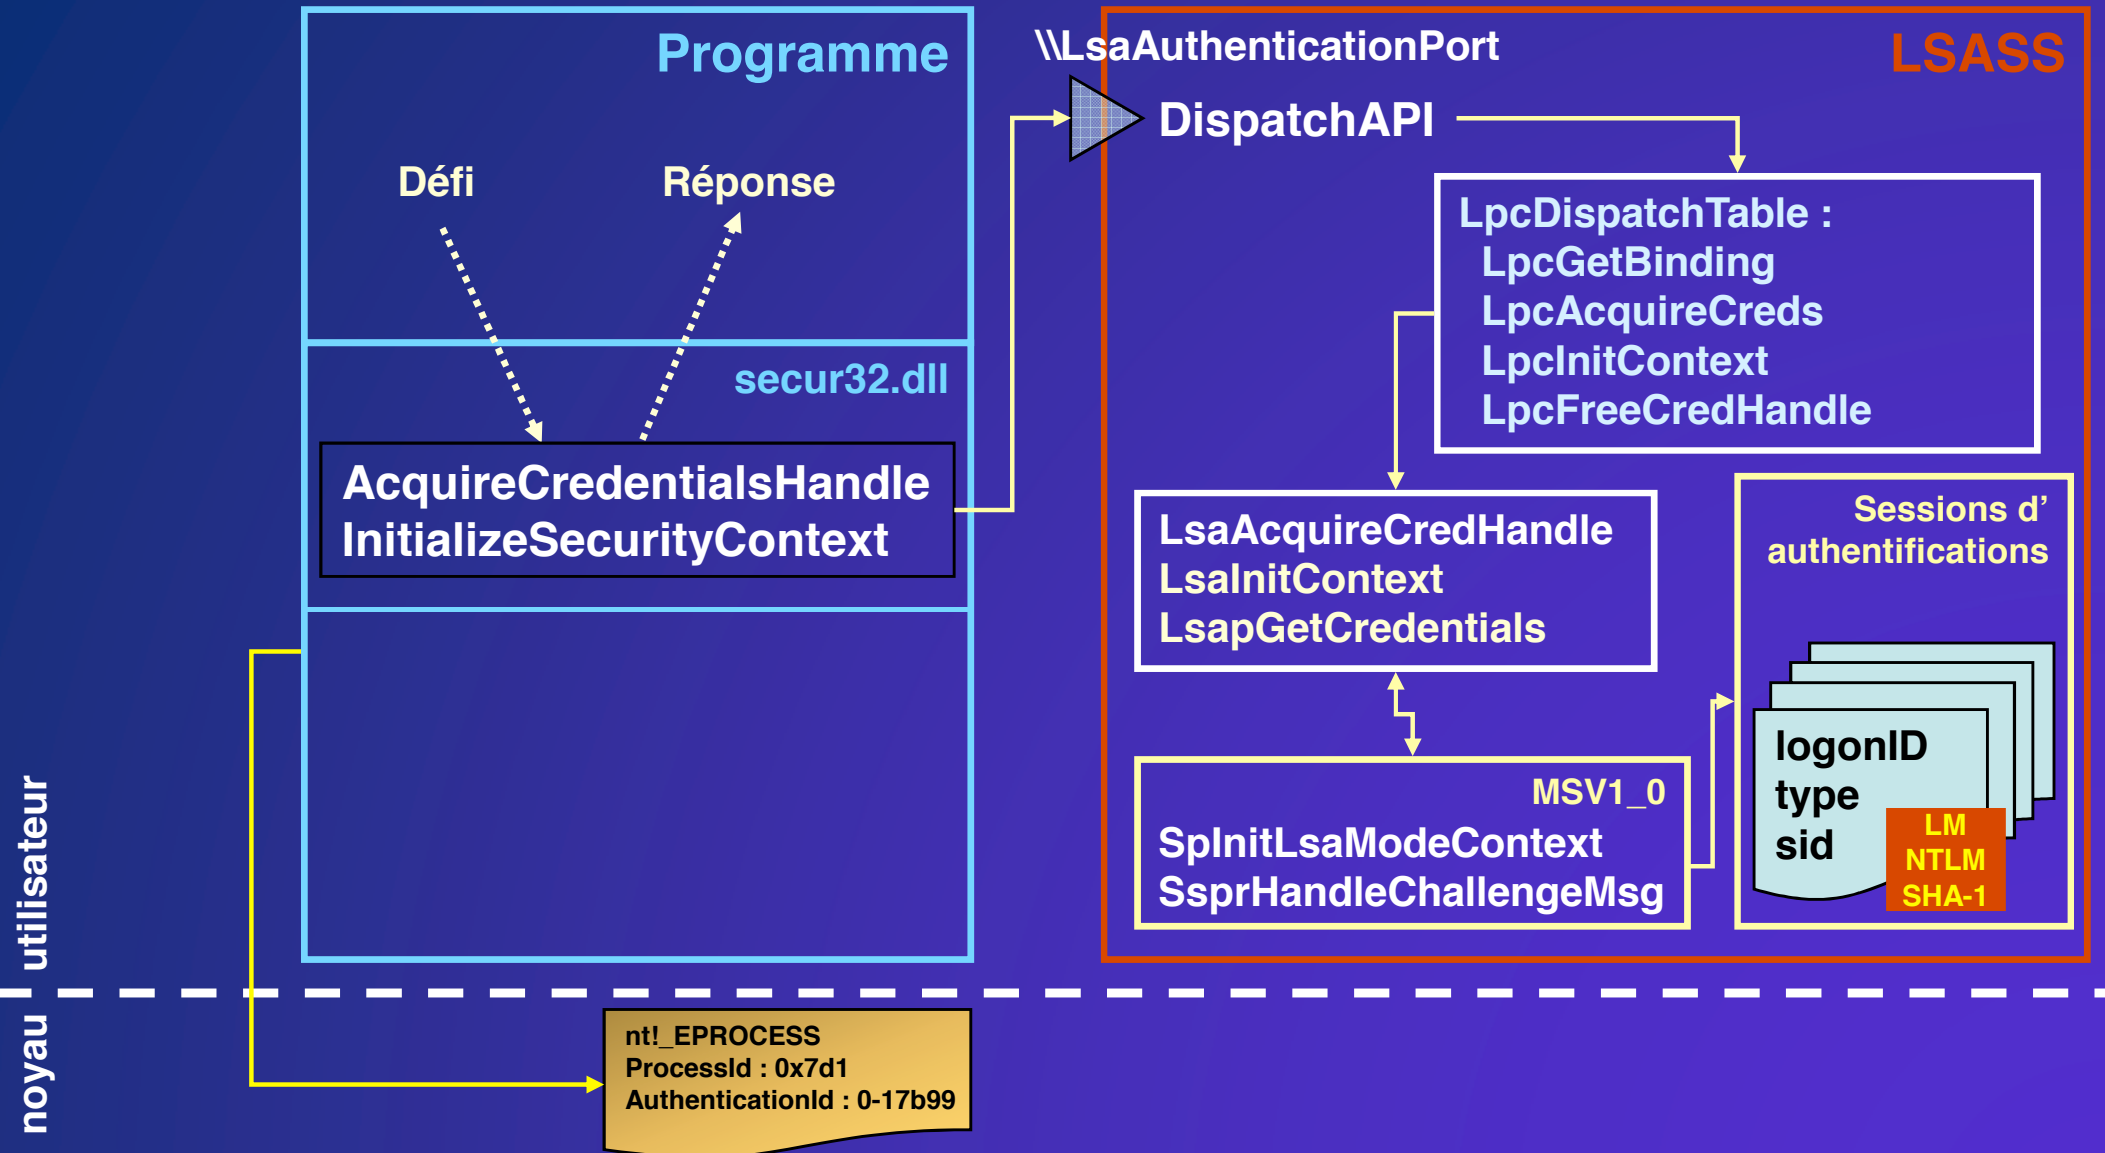 Programme
Défi
Réponse
secur32.dll
AcquireCredentialsHandle
InitializeSecurityContext
\\LsaAuthenticationPort
LSASS
DispatchAPI
LpcDispatchTable :
LpcGetBinding
LpcAcquireCreds
LpcInitContext
LpcFreeCredHandle
LsaAcquireCredHandle
LsaInitContext
LsapGetCredentials
Sessions d’
authentifications
MSV1_0
SpInitLsaModeContext
SsprHandleChallengeMsg
logonID
type
sid
LM
NTLM
SHA-1
utilisateur
noyau
nt!_EPROCESS
ProcessId : 0x7d1
AuthenticationId : 0-17b99